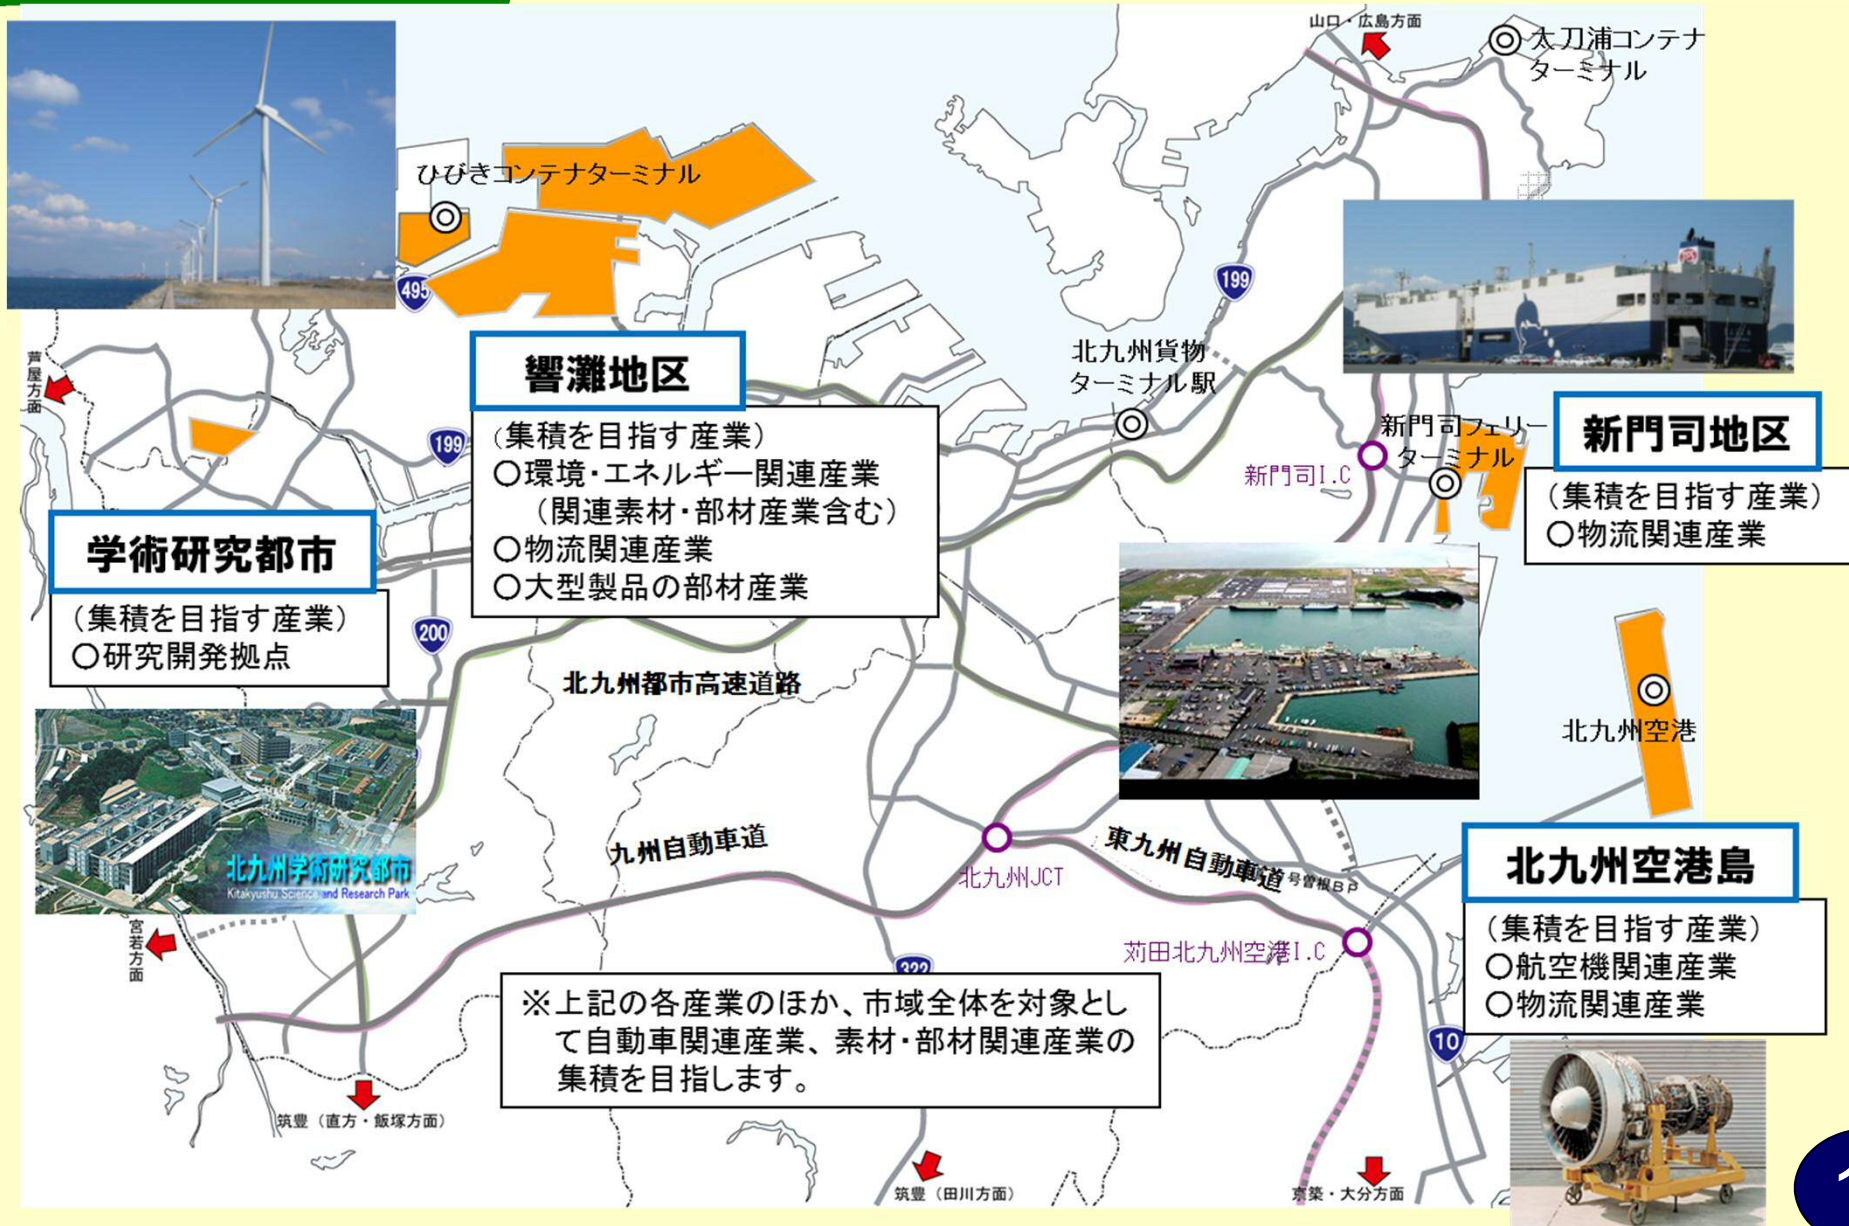 山口・広島方面
太刀浦コンテナ
ターミナル
ひびきコンテナターミナル
495
199
北九州貨物
ターミナル駅
芦屋方面
199
響灘地区
(集積を目指す産業)
○環境・エネルギー関連産業
(関連素材・部材産業含む)
○物流関連産業
○大型製品の部材産業
新門司フェリー
ターミナル
新門司I.C
新門司地区
(集積を目指す産業)
○物流関連産業
学術研究都市
(集積を目指す産業)
○研究開発拠点
200
北九州都市高速道路
北九州空港
北九州学術研究都市
Kitakyushu Science and Research Park
九州自動車道
北九州JCT
東九州自動車道
号曽根BP
北九州空港島
(集積を目指す産業)
○航空機関連産業
○物流関連産業
宮若方面
苅田北九州空港I.C
322
※上記の各産業のほか、市域全体を対象とし
て自動車関連産業、素材・部材関連産業の
集積を目指します。
10
筑豊(直方・飯塚方面)
筑豊(田川方面)
京築・大分方面